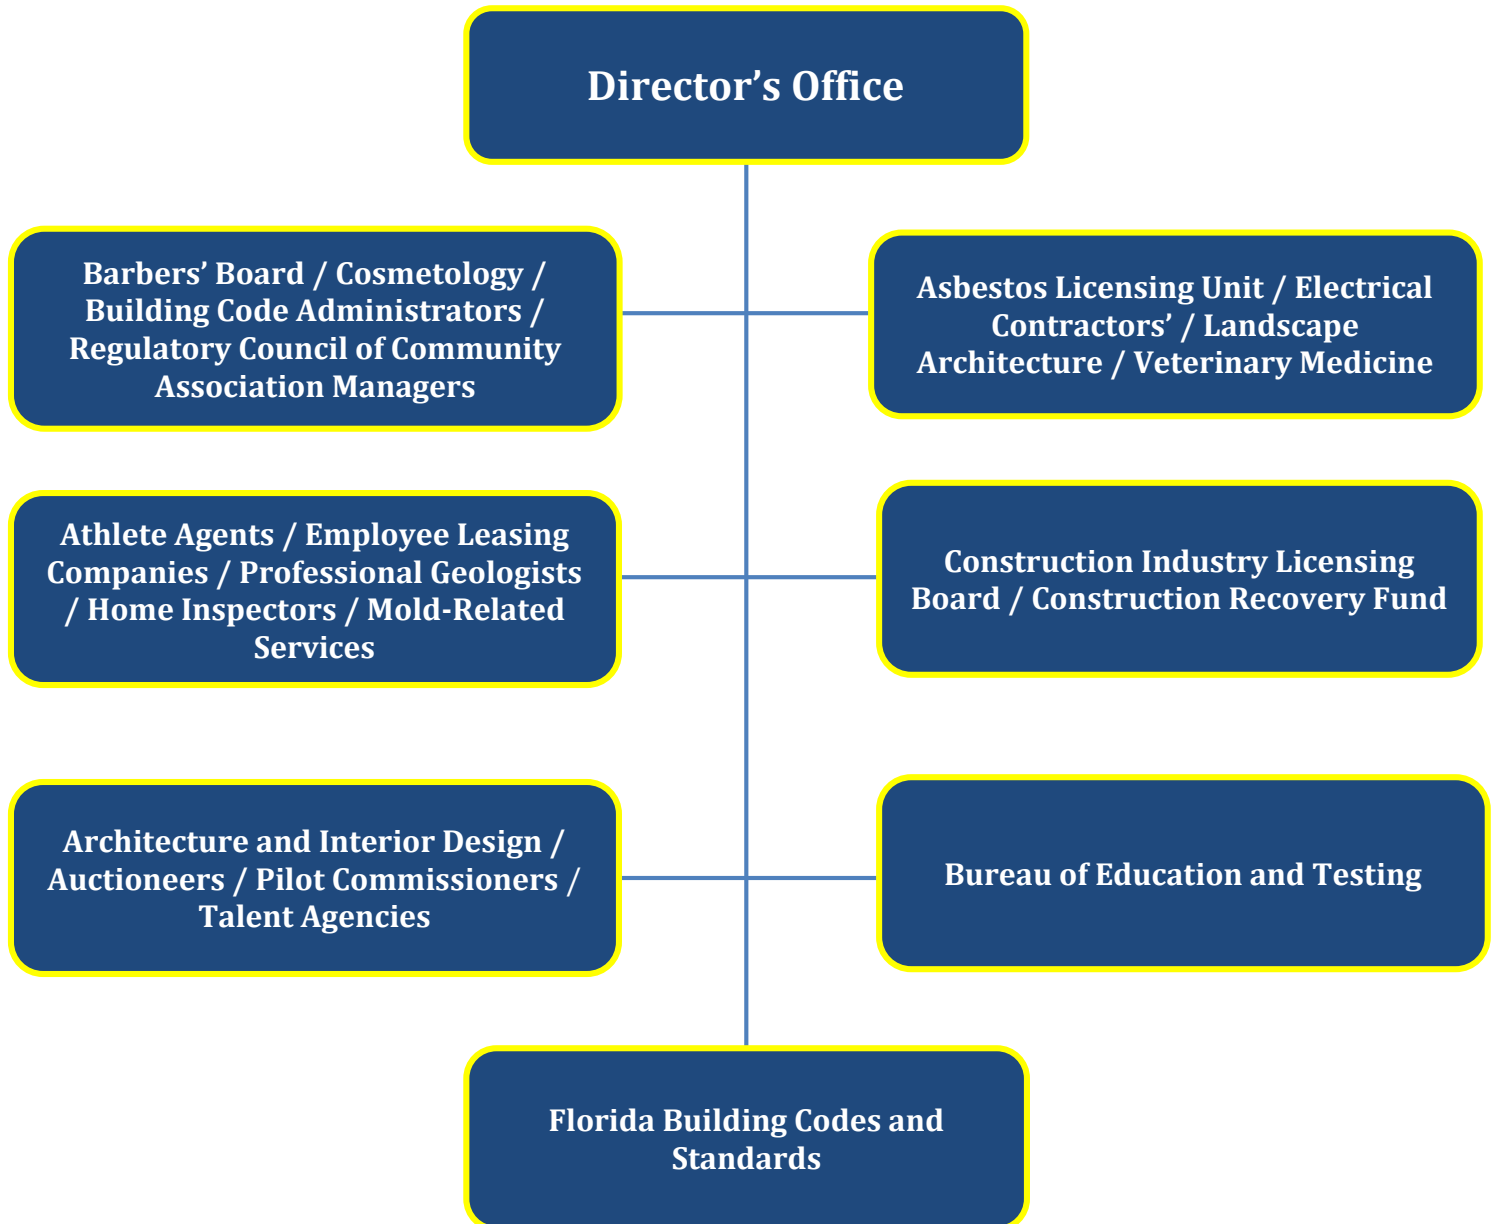 Director’s Office
Barbers’ Board / Cosmetology /
Building Code Administrators /
Regulatory Council of Community
Association Managers
Asbestos Licensing Unit / Electrical
Contractors’ / Landscape
Architecture / Veterinary Medicine
Athlete Agents / Employee Leasing
Companies / Professional Geologists
/ Home Inspectors / Mold-Related
Services
Construction Industry Licensing
Board / Construction Recovery Fund
Architecture and Interior Design /
Auctioneers / Pilot Commissioners /
Talent Agencies
Bureau of Education and Testing
Florida Building Codes and
Standards